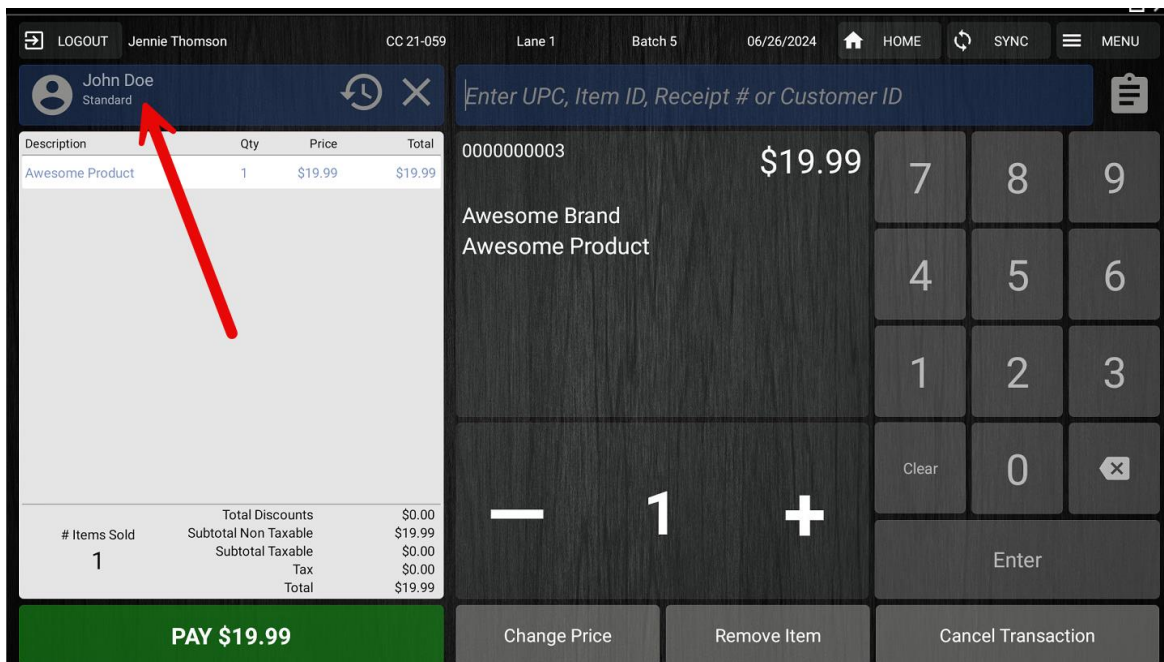 LOGOUT Jennie Thomson CC 21-059 Lane 1 Batch 5 06/26/2024 HOME SYNC MENU
John Doe
Standard
Enter UPC, Item ID, Receipt # or Customer ID
Description Qty Price Total
Awesome Product 1 $19.99 $19.99
# Items Sold
1
Total Discounts $0.00
Subtotal Non Taxable $19.99
Subtotal Taxable $0.00
Tax $0.00
Total $19.99
PAY $19.99
0000000003 $19.99
Awesome Brand
Awesome Product
1
Change Price Remove Item
7 8 9
4 5 6
1 2 3
Clear 0
Enter
Cancel Transaction